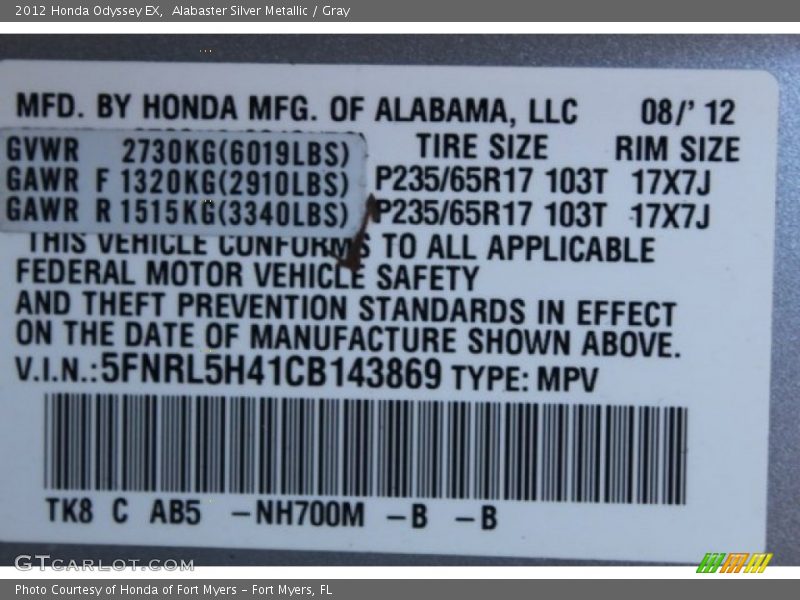 2012 Honda Odyssey EX, Alabaster Silver Metallic / Gray
MFD. BY HONDA MFG. OF ALABAMA, LLC 08/' 12
GVWR 2730KG(6019LBS) TIRE SIZE RIM SIZE
GAWR F 1320KG(2910LBS) P235/65R17 103T 17X7J
GAWR R 1515KG(3340LBS) P235/65R17 103T 17X7J
THIS VEHICLE CONFORMS TO ALL APPLICABLE
FEDERAL MOTOR VEHICLE SAFETY
AND THEFT PREVENTION STANDARDS IN EFFECT
ON THE DATE OF MANUFACTURE SHOWN ABOVE.
V.I.N.:5FNRL5H41CB143869 TYPE: MPV
TK8 C AB5 -NH700M -B -B
GTCARLOT.COM
Photo Courtesy of Honda of Fort Myers - Fort Myers, FL